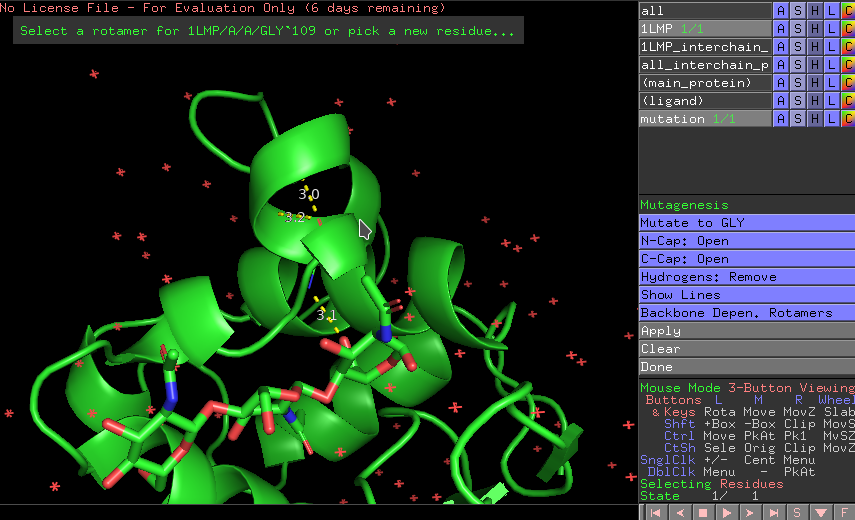 No License File - For Evaluation Only (6 days remaining)
Select a rotamer for 1LMP/A/A/GLY`109 or pick a new residue...
3.0
3.2
3.1
all A S H L C
1LMP 1/1 A S H L C
1LMP_interchain_ A S H L C
all_interchain_p A S H L C
(main_protein) A S H L C
(ligand) A S H L C
mutation 1/1 A S H L C
Mutagenesis
Mutate to GLY
N-Cap: Open
C-Cap: Open
Hydrogens: Remove
Show Lines
Backbone Depen. Rotamers
Apply
Clear
Done
Mouse Mode 3-Button Viewing
Buttons L M R Wheel
& Keys Rota Move MovZ Slab
Shft +Box -Box Clip MovS
Ctrl Move PkAt Pk1 MvSZ
CtSh Sele Orig Clip MovZ
SnglClk +/- Cent Menu
DblClk Menu - PkAt
Selecting Residues
State 1/ 1
S F